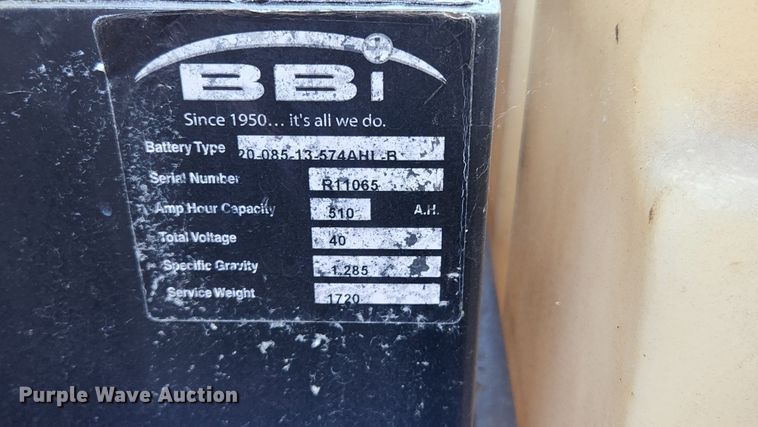 BBi
Since 1950... it's all we do.
Battery Type 20-085-13-574AHL-B
Serial Number R11065
Amp Hour Capacity 510 A.H.
Total Voltage 40
Specific Gravity 1.285
Service Weight 1720
Purple Wave Auction